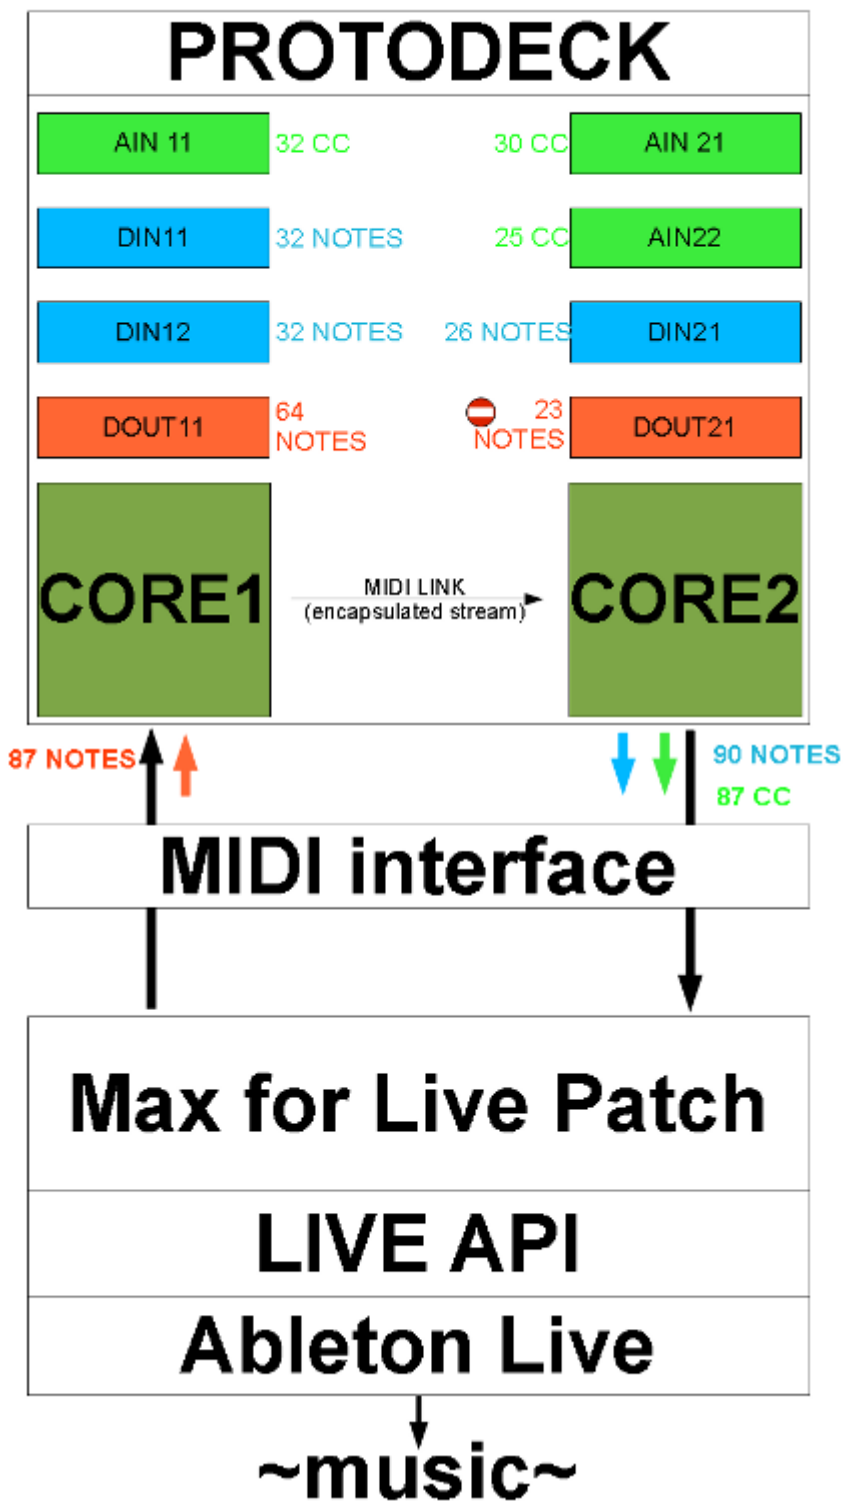 PROTODECK
AIN 11
32 CC
30 CC
AIN 21
DIN11
32 NOTES
25 CC
AIN22
DIN12
32 NOTES
26 NOTES
DIN21
DOUT11
64
NOTES
23
NOTES
DOUT21
CORE1
MIDI LINK
(encapsulated stream)
CORE2
87 NOTES
90 NOTES
87 CC
MIDI interface
Max for Live Patch
LIVE API
Ableton Live
~music~